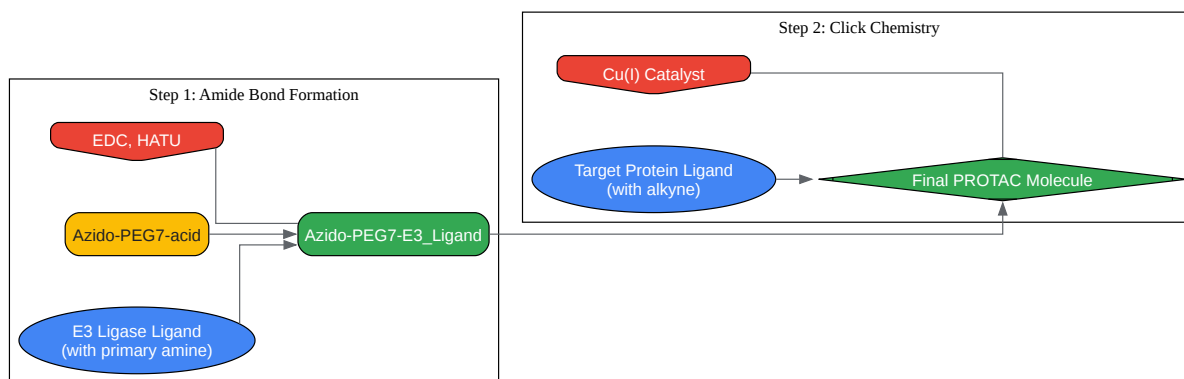 Step 1: Amide Bond Formation
EDC, HATU
Azido-PEG7-acid
Azido-PEG7-E3_Ligand
E3 Ligase Ligand
(with primary amine)
Step 2: Click Chemistry
Cu(I) Catalyst
Target Protein Ligand
(with alkyne)
Final PROTAC Molecule